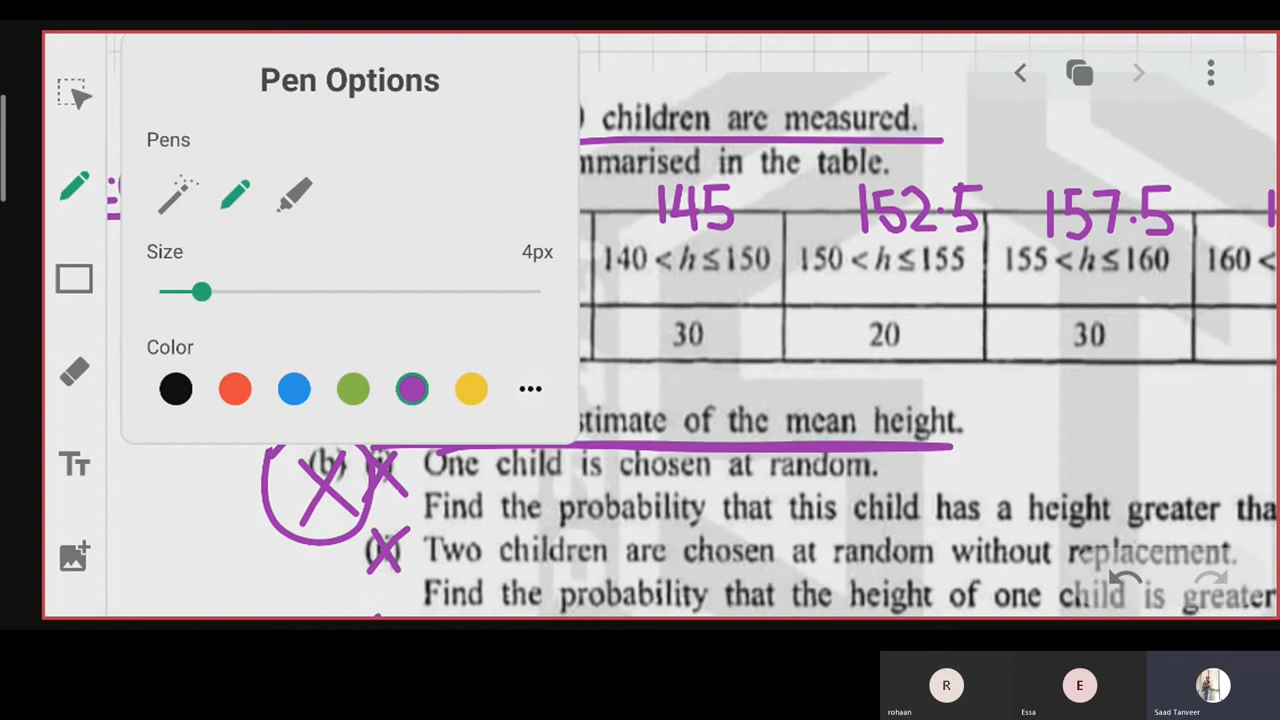 Pen Options
Pens
Size 4px
Color
children are measured.
mmarised in the table.
145 152.5 157.5
140 < h ≤ 150 150 < h ≤ 155 155 < h ≤ 160 160 <
30 20 30
stimate of the mean height.
(b) (i) One child is chosen at random.
Find the probability that this child has a height greater tha
(ii) Two children are chosen at random without replacement.
Find the probability that the height of one child is greater
TT
R E
rohaan Essa Saad Tanveer